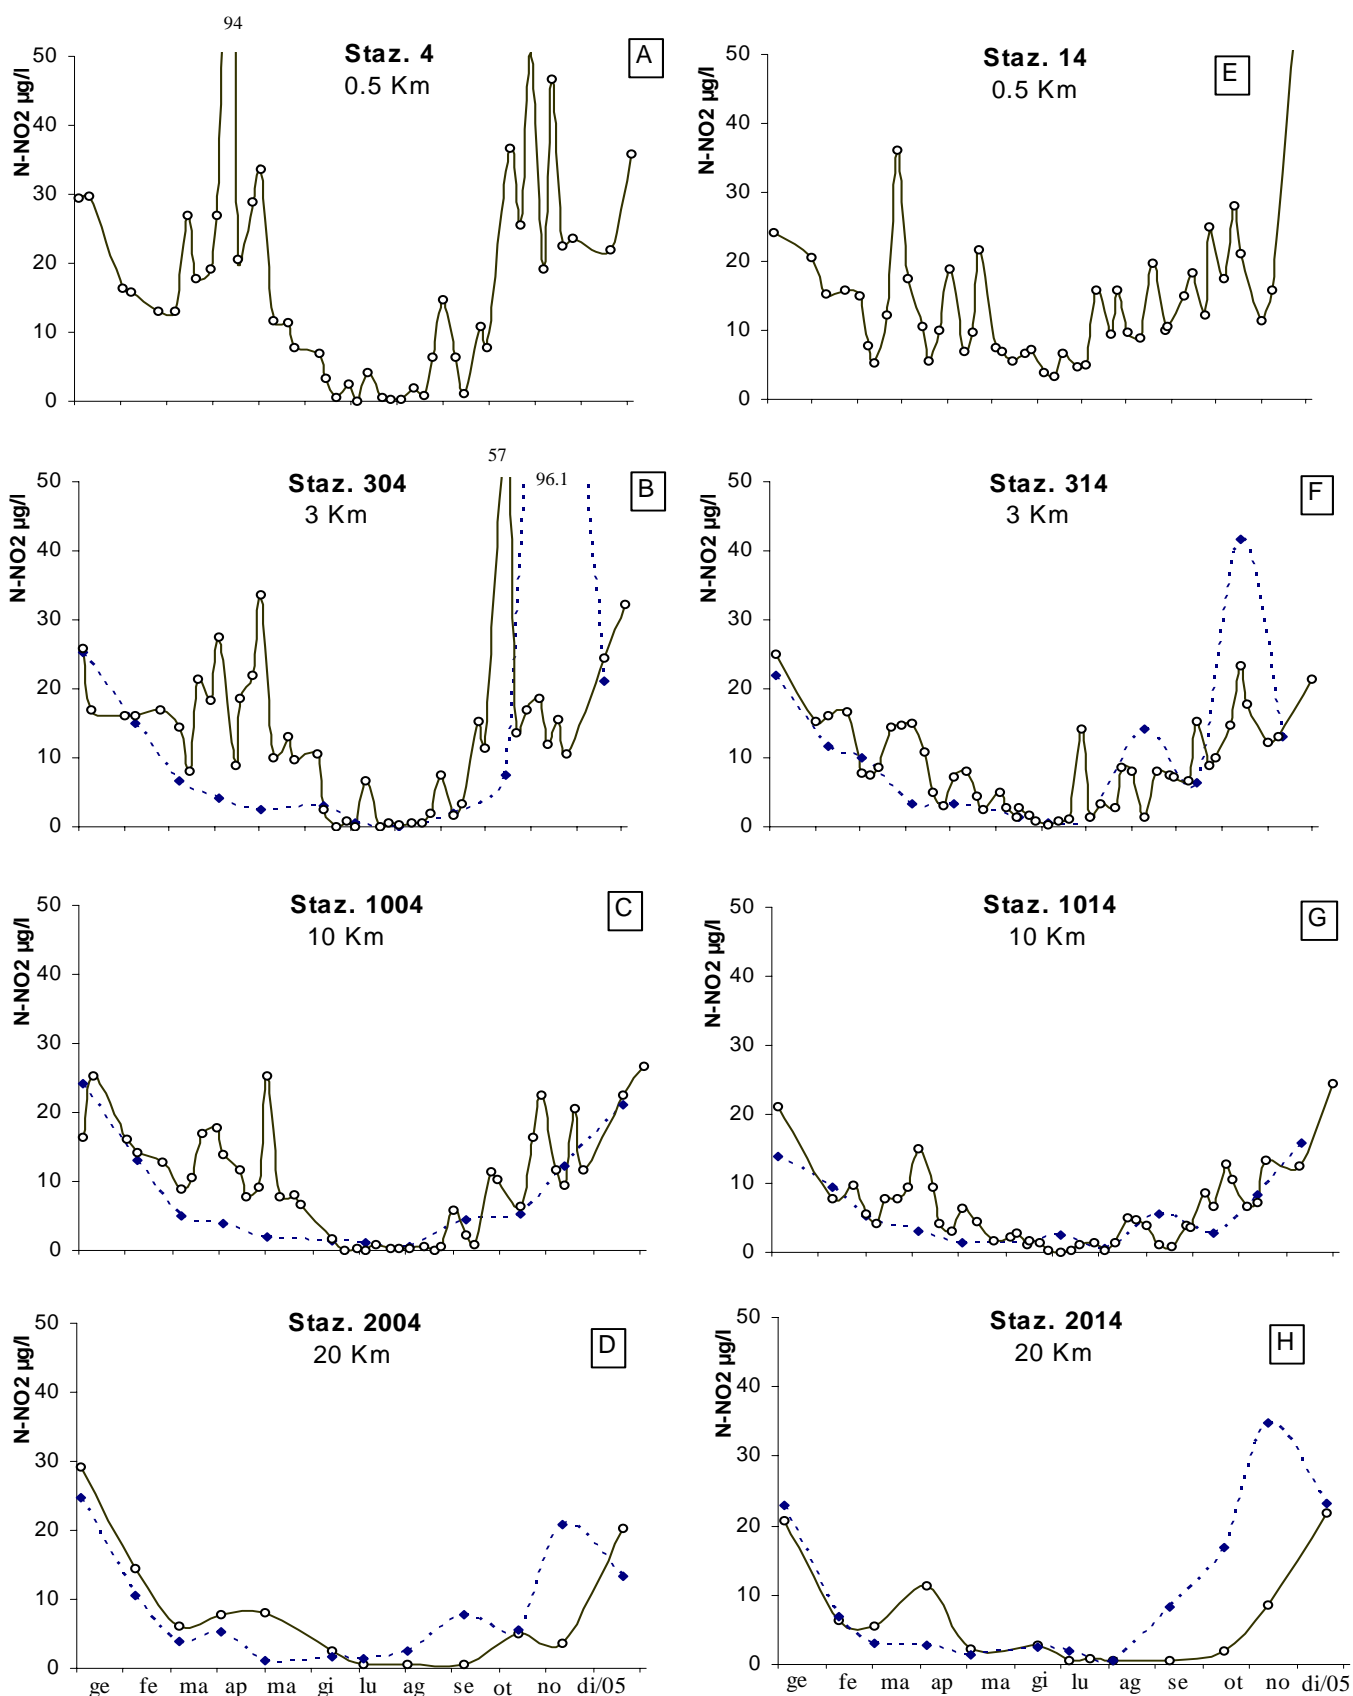 94
Staz. 4
0.5 Km
A
N-NO2 µg/l
50
40
30
20
10
0
Staz. 14
0.5 Km
E
N-NO2 µg/l
50
40
30
20
10
0
57
96.1
Staz. 304
3 Km
B
N-NO2 µg/l
50
40
30
20
10
0
Staz. 314
3 Km
F
N-NO2 µg/l
50
40
30
20
10
0
Staz. 1004
10 Km
C
N-NO2 µg/l
50
40
30
20
10
0
Staz. 1014
10 Km
G
N-NO2 µg/l
50
40
30
20
10
0
Staz. 2004
20 Km
D
N-NO2 µg/l
50
40
30
20
10
0
ge fe ma ap ma gi lu ag se ot no di/05
Staz. 2014
20 Km
H
N-NO2 µg/l
50
40
30
20
10
0
ge fe ma ap ma gi lu ag se ot no di/05